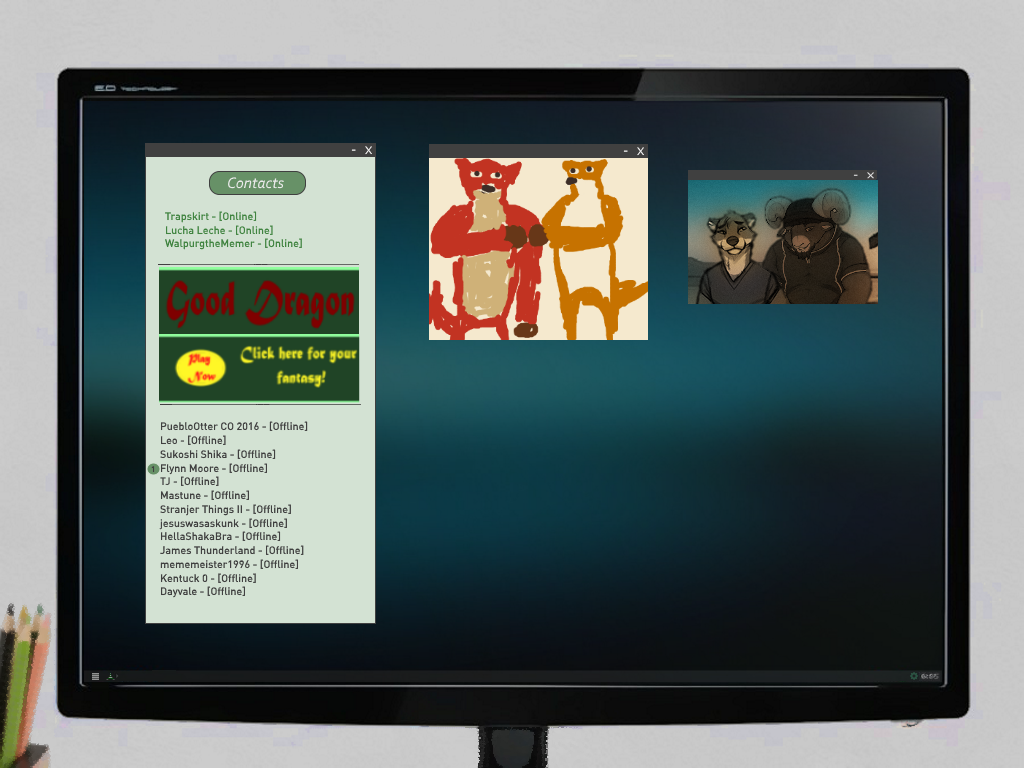 - X
Contacts
Trapskirt - [Online]
Lucha Leche - [Online]
WalpurgtheMemer - [Online]
Good Dragon
Play
Now
Click here for your
fantasy!
PuebloOtter CO 2016 - [Offline]
Leo - [Offline]
Sukoshi Shika - [Offline]
1 Flynn Moore - [Offline]
TJ - [Offline]
Mastune - [Offline]
Stranjer Things II - [Offline]
jesuswasaskunk - [Offline]
HellaShakaBra - [Offline]
James Thunderland - [Offline]
mememeister1996 - [Offline]
Kentuck 0 - [Offline]
Dayvale - [Offline]
- X
- X